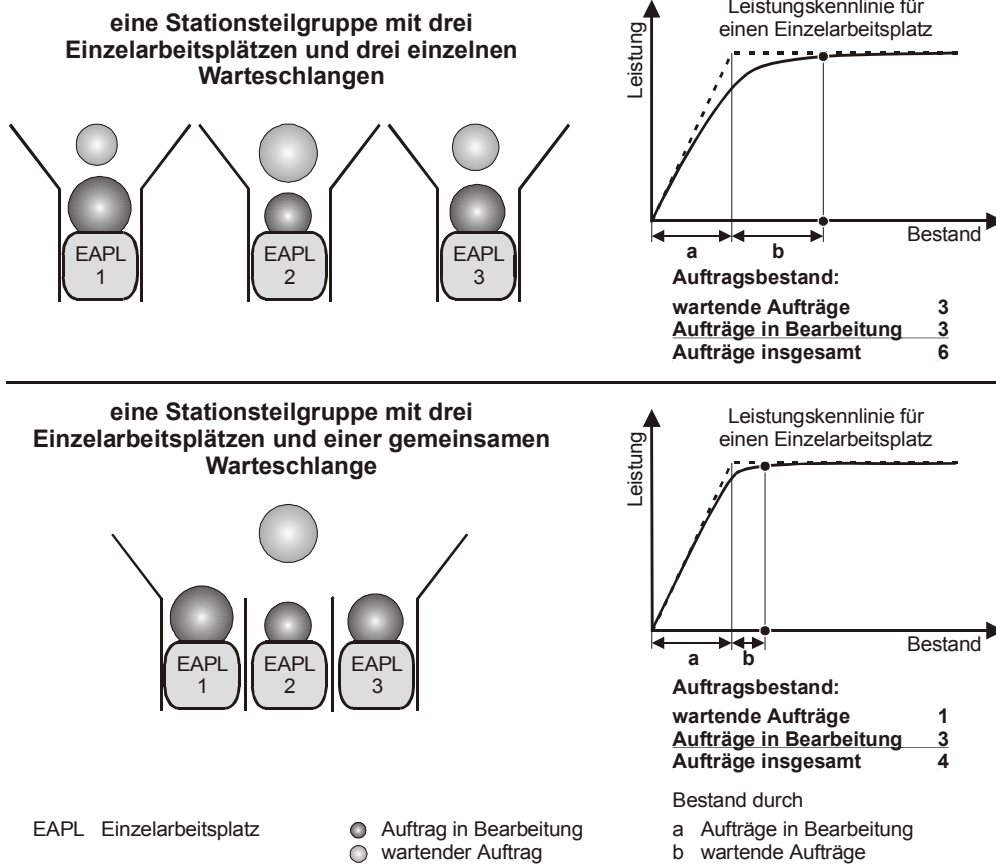 eine Stationsteilgruppe mit drei
Einzelarbeitsplätzen und drei einzelnen
Warteschlangen
EAPL
1
EAPL
2
EAPL
3
Leistungskennlinie für
einen Einzelarbeitsplatz
Leistung
Bestand
a
b
Auftragsbestand:
wartende Aufträge 3
Aufträge in Bearbeitung 3
Aufträge insgesamt 6
eine Stationsteilgruppe mit drei
Einzelarbeitsplätzen und einer gemeinsamen
Warteschlange
EAPL
1
EAPL
2
EAPL
3
Leistungskennlinie für
einen Einzelarbeitsplatz
Leistung
Bestand
a
b
Auftragsbestand:
wartende Aufträge 1
Aufträge in Bearbeitung 3
Aufträge insgesamt 4
EAPL Einzelarbeitsplatz
Auftrag in Bearbeitung
wartender Auftrag
Bestand durch
a Aufträge in Bearbeitung
b wartende Aufträge